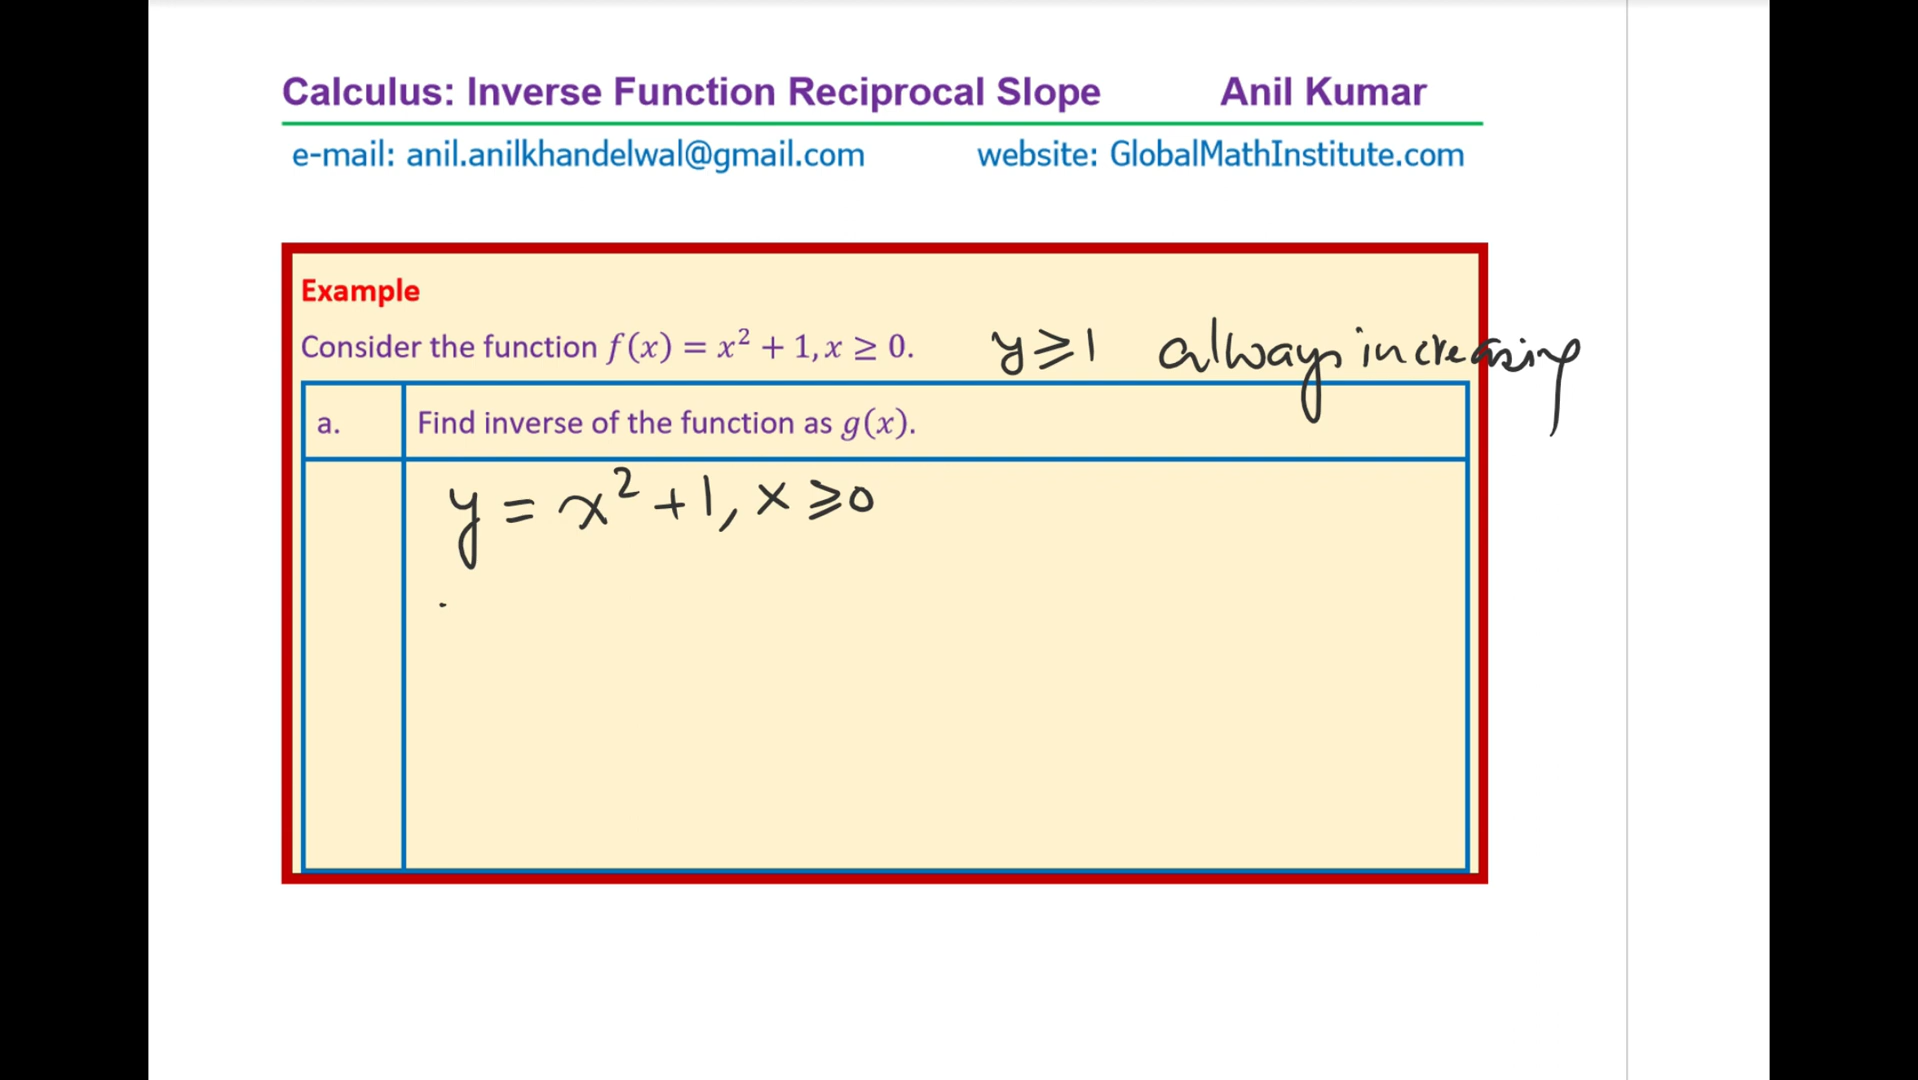 Calculus: Inverse Function Reciprocal Slope Anil Kumar
e-mail: anil.anilkhandelwal@gmail.com website: GlobalMathInstitute.com
Example
Consider the function f(x) = x² + 1, x ≥ 0. y ⩾ 1 always increasing
a. Find inverse of the function as g(x).
y = x² + 1, x ⩾ 0